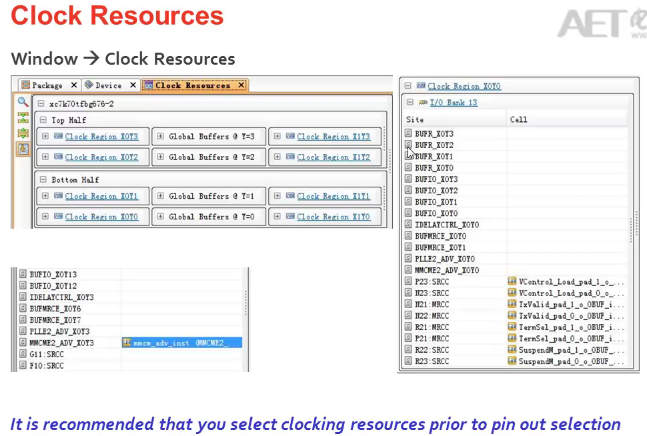 Clock Resources
AET
Window → Clock Resources
Package Device Clock Resources
xc7k70tfbg676-2
Top Half
Clock Region X0Y3 Global Buffers @ Y=3 Clock Region X1Y3
Clock Region X0Y2 Global Buffers @ Y=2 Clock Region X1Y2
Bottom Half
Clock Region X0Y1 Global Buffers @ Y=1 Clock Region X1Y1
Clock Region X0Y0 Global Buffers @ Y=0 Clock Region X1Y0
BUFIO_X0Y13
BUFIO_X0Y12
IDELAYCTRL_X0Y3
BUFMRCE_X0Y6
BUFMRCE_X0Y7
PLLE2_ADV_X0Y3
MMCME2_ADV_X0Y3 mmcm_adv_inst (MMCME2_
G11:SRCC
F10:SRCC
Clock Region X0Y0
I/O Bank 13
Site Cell
BUFR_X0Y3
BUFR_X0Y2
BUFR_X0Y1
BUFR_X0Y0
BUFIO_X0Y3
BUFIO_X0Y2
BUFIO_X0Y1
BUFIO_X0Y0
IDELAYCTRL_X0Y0
BUFMRCE_X0Y0
BUFMRCE_X0Y1
PLLE2_ADV_X0Y0
MMCME2_ADV_X0Y0
P23:SRCC VControl_Load_pad_1_o_...
N23:SRCC VControl_Load_pad_0_o_...
N21:MRCC TxValid_pad_1_o_OBUF_i...
N22:MRCC TxValid_pad_0_o_OBUF_i...
R21:MRCC TermSel_pad_1_o_OBUF_i...
P21:MRCC TermSel_pad_0_o_OBUF_i...
R22:SRCC SuspendM_pad_1_o_OBUF_...
R23:SRCC SuspendM_pad_0_o_OBUF_...
It is recommended that you select clocking resources prior to pin out selection